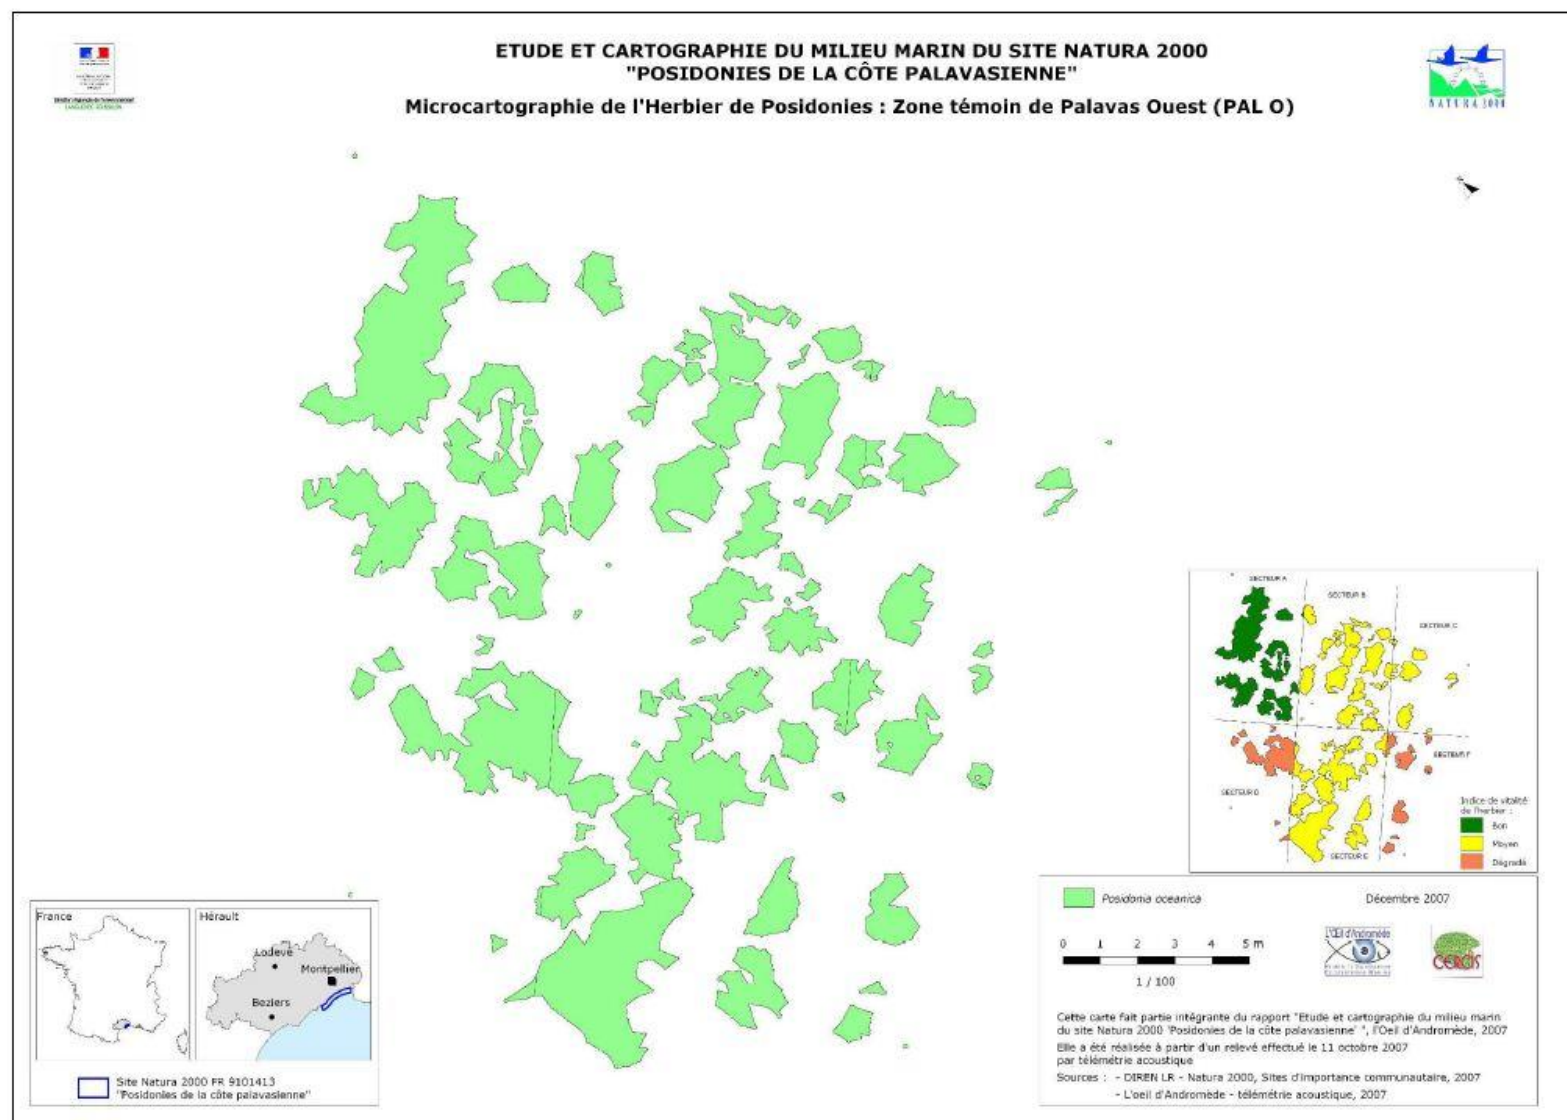 ETUDE ET CARTOGRAPHIE DU MILIEU MARIN DU SITE NATURA 2000
"POSIDONIES DE LA CÔTE PALAVASIENNE"
Microcartographie de l'Herbier de Posidonies : Zone témoin de Palavas Ouest (PAL O)
NATURA 2000
SECTEUR A
SECTEUR B
SECTEUR C
SECTEUR F
SECTEUR D
SECTEUR E
Indice de vitalité
de l'herbier :
Bon
Moyen
Dégradé
France
Hérault
Lodève
Montpellier
Beziers
Site Natura 2000 FR 9101413
"Posidonies de la côte palavasienne"
Posidonia oceanica
Décembre 2007
0 1 2 3 4 5 m
1 / 100
L'Œil d'Andromède
CERCIS
Cette carte fait partie intégrante du rapport "Etude et cartographie du milieu marin
du site Natura 2000 'Posidonies de la côte palavasienne' ", l'Oeil d'Andromède, 2007
Elle a été réalisée à partir d'un relevé effectué le 11 octobre 2007
par télémétrie acoustique
Sources : - DIREN LR - Natura 2000, Sites d'importance communautaire, 2007
- L'oeil d'Andromède - télémétrie acoustique, 2007